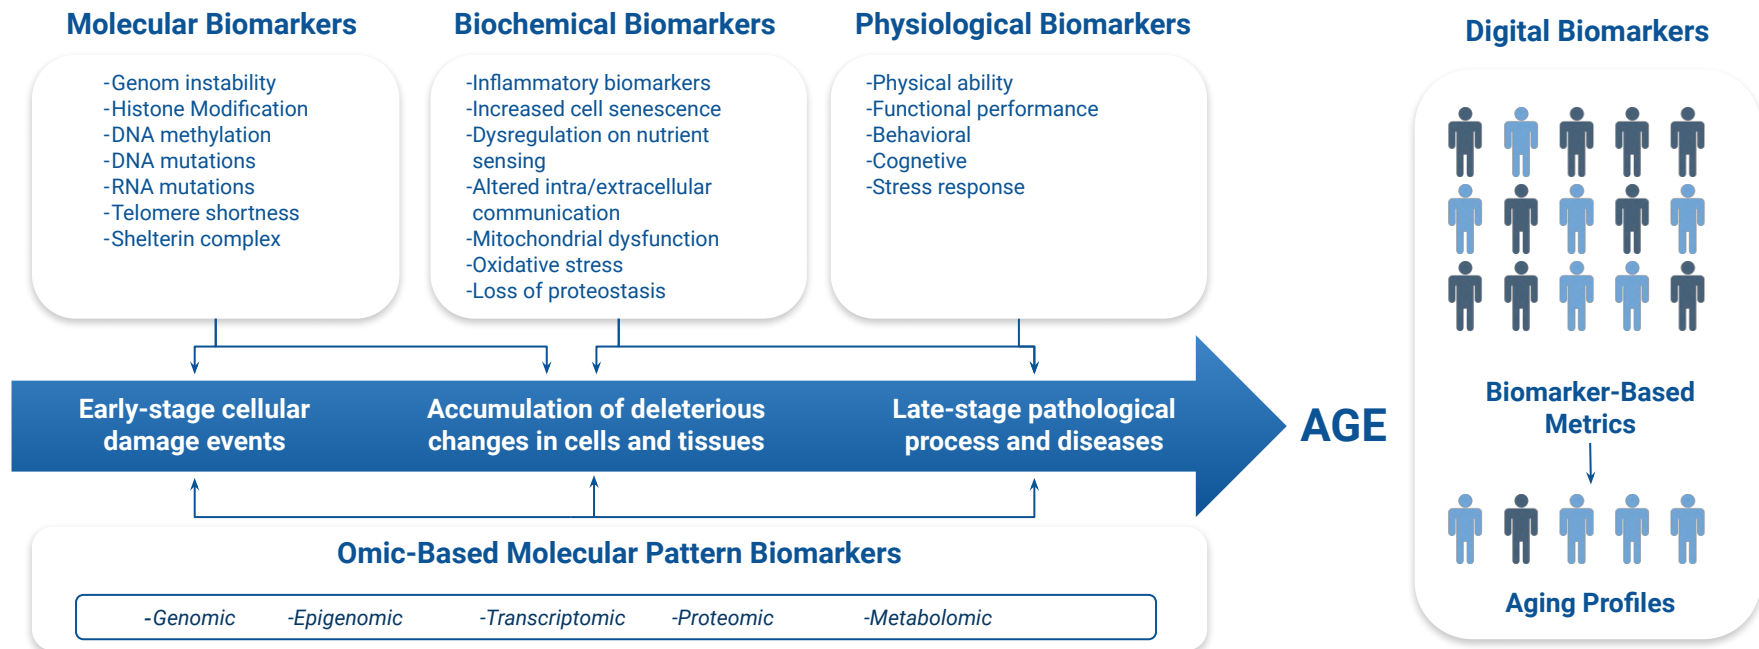 Molecular Biomarkers
-Genom instability
-Histone Modification
-DNA methylation
-DNA mutations
-RNA mutations
-Telomere shortness
-Shelterin complex
Biochemical Biomarkers
-Inflammatory biomarkers
-Increased cell senescence
-Dysregulation on nutrient
sensing
-Altered intra/extracellular
communication
-Mitochondrial dysfunction
-Oxidative stress
-Loss of proteostasis
Physiological Biomarkers
-Physical ability
-Functional performance
-Behavioral
-Cognetive
-Stress response
Early-stage cellular
damage events
Accumulation of deleterious
changes in cells and tissues
Late-stage pathological
process and diseases
AGE
Omic-Based Molecular Pattern Biomarkers
-Genomic -Epigenomic -Transcriptomic -Proteomic -Metabolomic
Digital Biomarkers
Biomarker-Based
Metrics
Aging Profiles